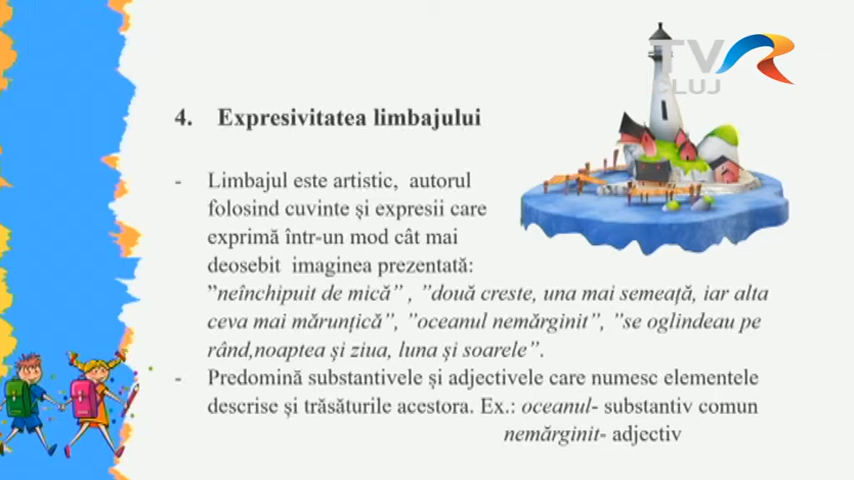 TVR
CLUJ
4. Expresivitatea limbajului
- Limbajul este artistic, autorul
folosind cuvinte și expresii care
exprimă într-un mod cât mai
deosebit imaginea prezentată:
”neînchipuit de mică” , ”două creste, una mai semeață, iar alta
ceva mai mărunțică”, ”oceanul nemărginit”, ”se oglindeau pe
rând,noaptea și ziua, luna și soarele”.
- Predomină substantivele și adjectivele care numesc elementele
descrise și trăsăturile acestora. Ex.: oceanul- substantiv comun
nemărginit- adjectiv